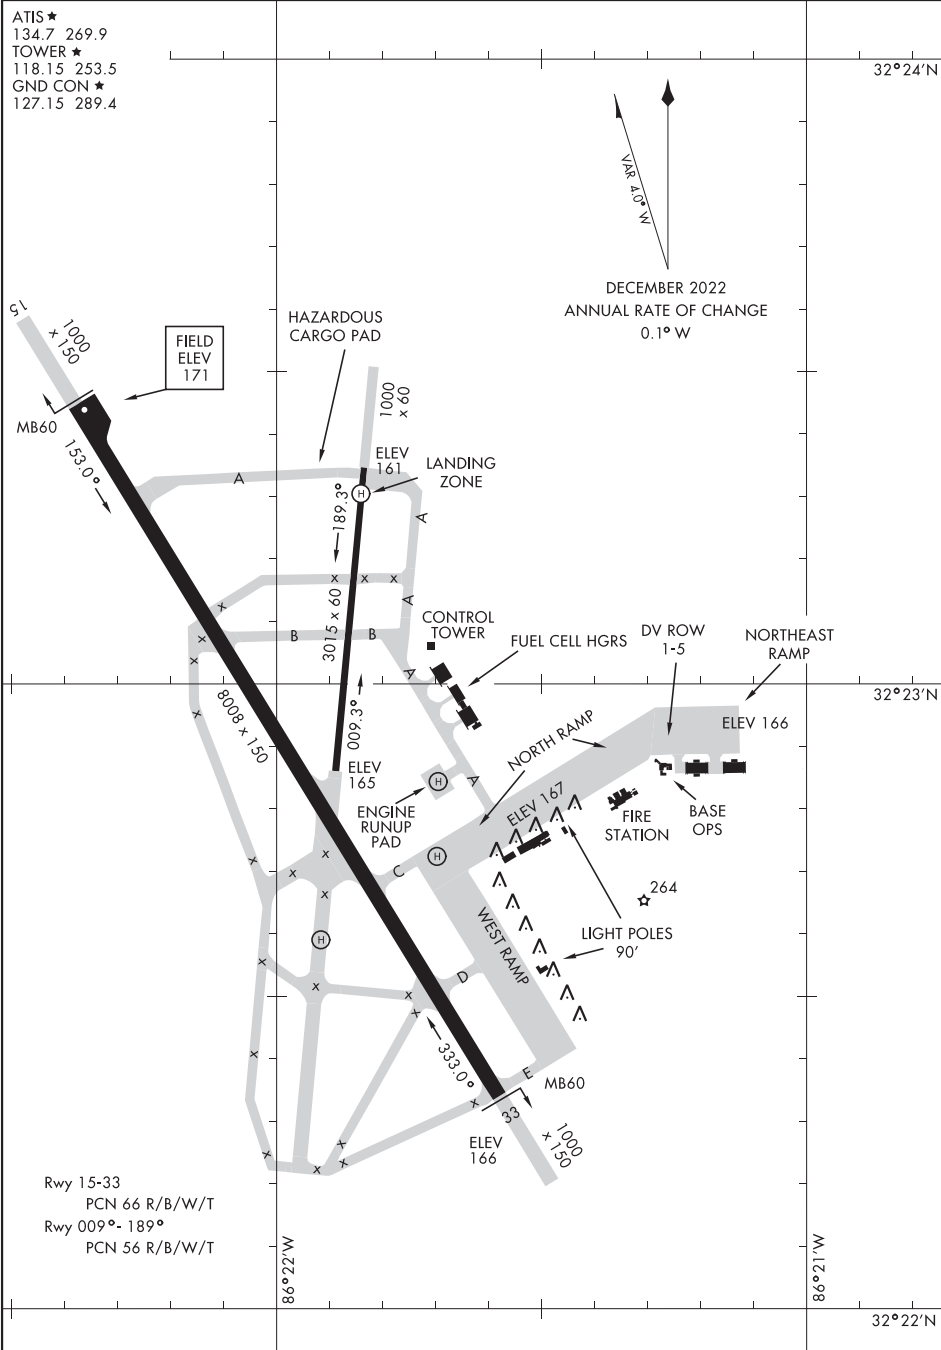 ATIS ★
134.7 269.9
TOWER ★
118.15 253.5
GND CON ★
127.15 289.4
32°24'N
VAR 4.0° W
DECEMBER 2022
ANNUAL RATE OF CHANGE
0.1° W
15
1000
x 150
FIELD
ELEV
171
HAZARDOUS
CARGO PAD
1000
x 60
MB60
153.0°
ELEV
161
LANDING
ZONE
A
H
189.3°
A
x x x
3015 x 60
A
x
B
B
x
x
CONTROL
TOWER
FUEL CELL HGRS
DV ROW
1-5
NORTHEAST
RAMP
A
32°23'N
8008 x 150
x
009.3°
ELEV 166
NORTH RAMP
ELEV
165
H
A
ENGINE
RUNUP
PAD
ELEV 167
FIRE
STATION
BASE
OPS
H
C
x
x
x
x
264
WEST RAMP
LIGHT POLES
90'
H
x
x
D
x
x
333.0°
x
E
MB60
x
33
1000
x 150
ELEV
166
x
x
x
x
Rwy 15-33
PCN 66 R/B/W/T
Rwy 009°- 189°
PCN 56 R/B/W/T
86°22'W
86°21'W
32°22'N